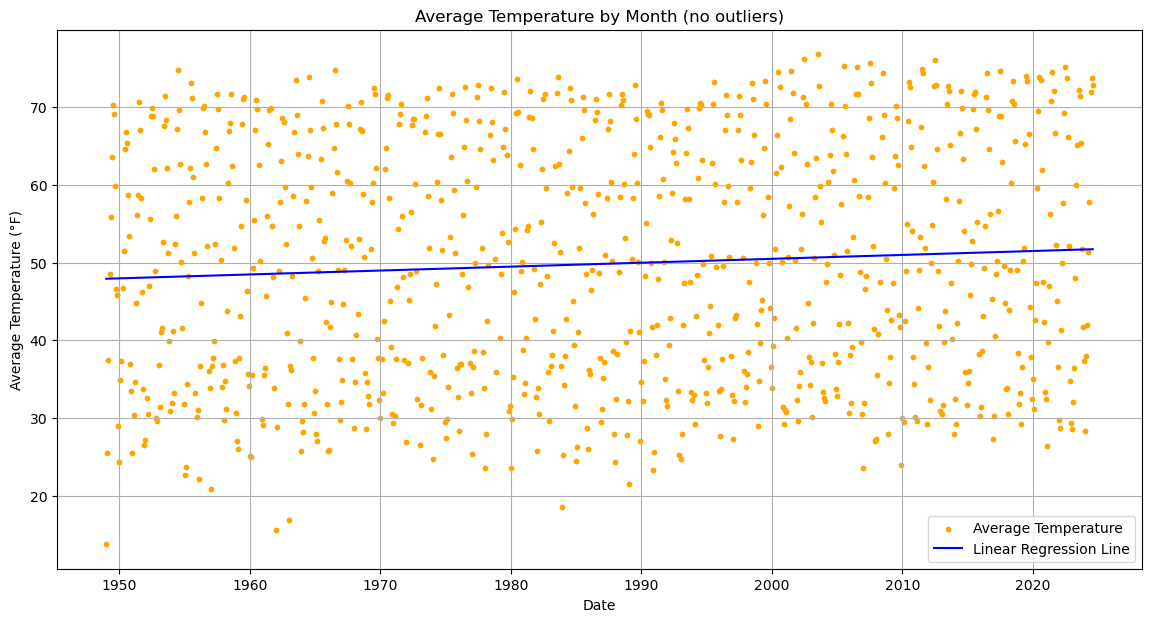 Average Temperature by Month (no outliers)
Average Temperature (°F)
70
60
50
40
30
20
1950
1960
1970
1980
1990
2000
2010
2020
Date
Average Temperature
Linear Regression Line